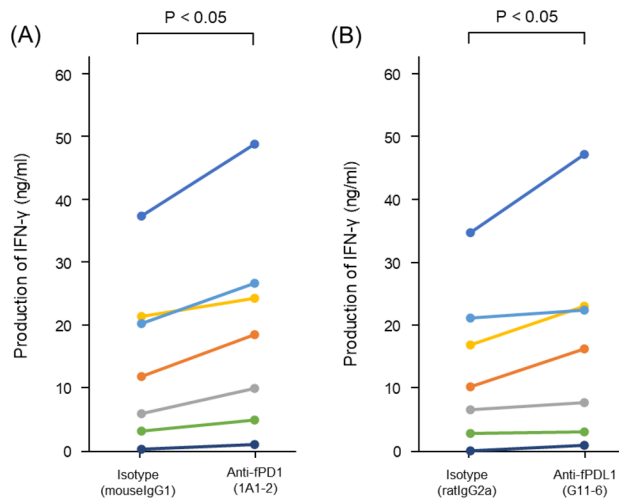 (A)
P < 0.05
Production of IFN-γ (ng/ml)
60
50
40
30
20
10
0
Isotype
(mouseIgG1)
Anti-fPD1
(1A1-2)
(B)
P < 0.05
Production of IFN-γ (ng/ml)
60
50
40
30
20
10
0
Isotype
(ratIgG2a)
Anti-fPDL1
(G11-6)